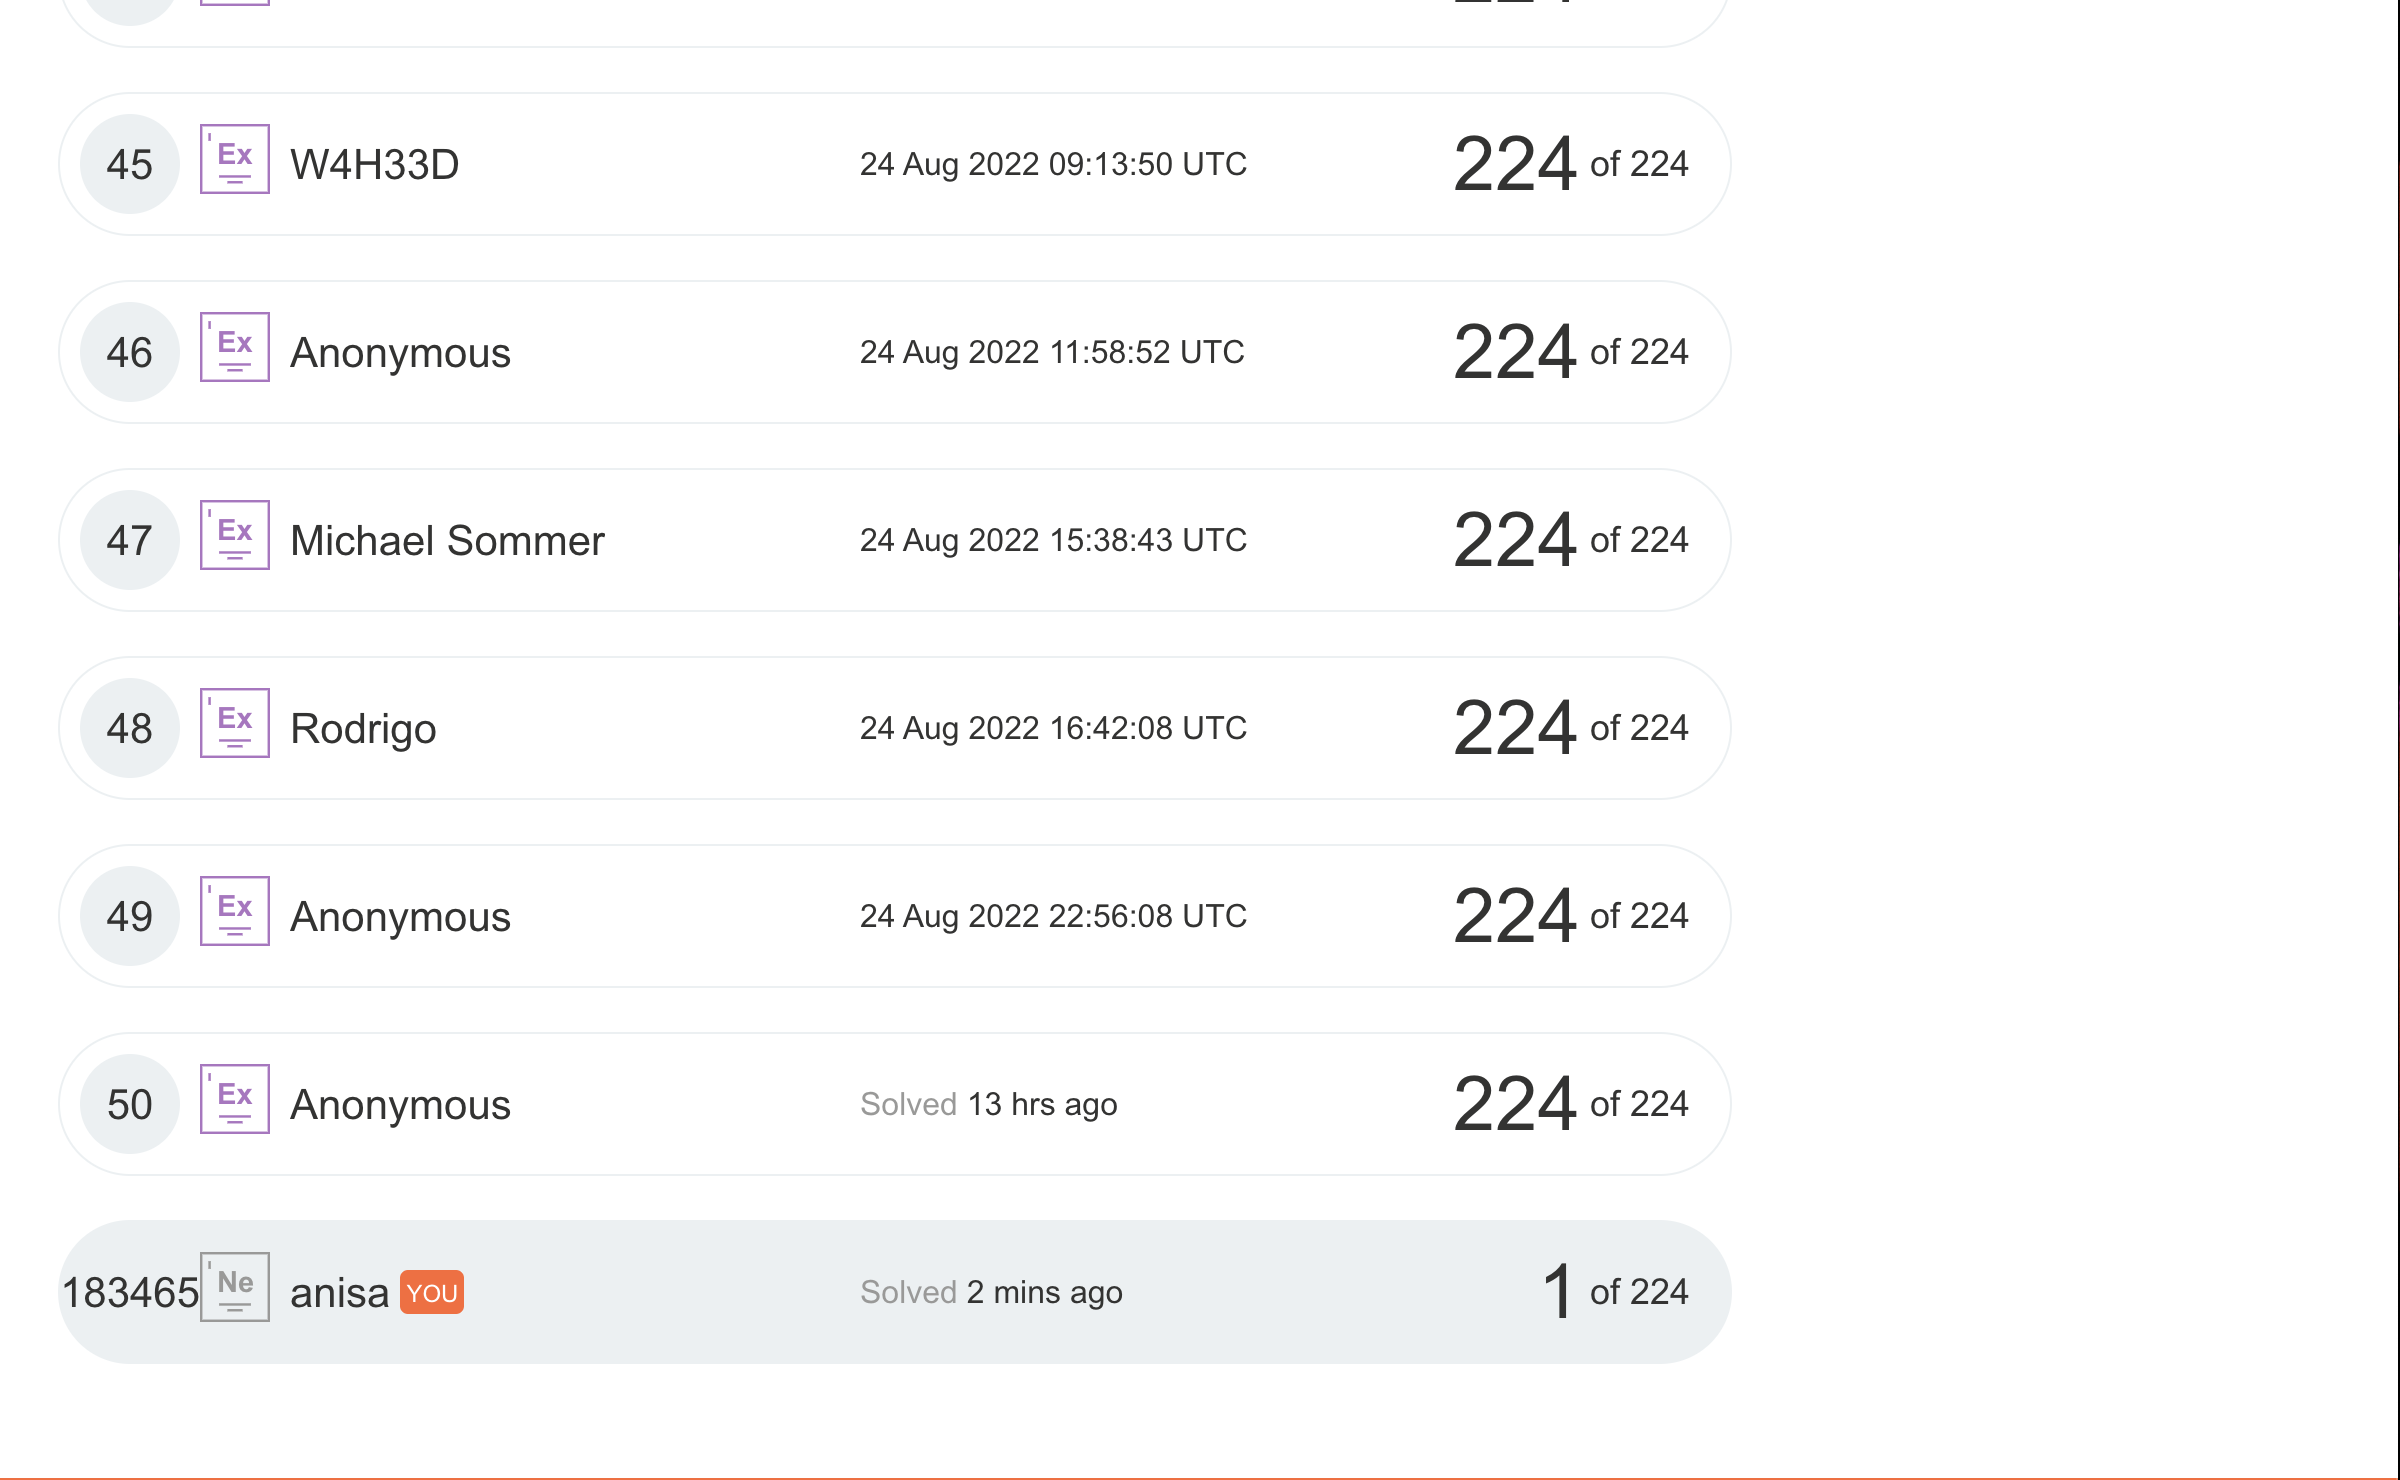 224
45 Ex W4H33D 24 Aug 2022 09:13:50 UTC 224 of 224
46 Ex Anonymous 24 Aug 2022 11:58:52 UTC 224 of 224
47 Ex Michael Sommer 24 Aug 2022 15:38:43 UTC 224 of 224
48 Ex Rodrigo 24 Aug 2022 16:42:08 UTC 224 of 224
49 Ex Anonymous 24 Aug 2022 22:56:08 UTC 224 of 224
50 Ex Anonymous Solved 13 hrs ago 224 of 224
183465 Ne anisa YOU Solved 2 mins ago 1 of 224